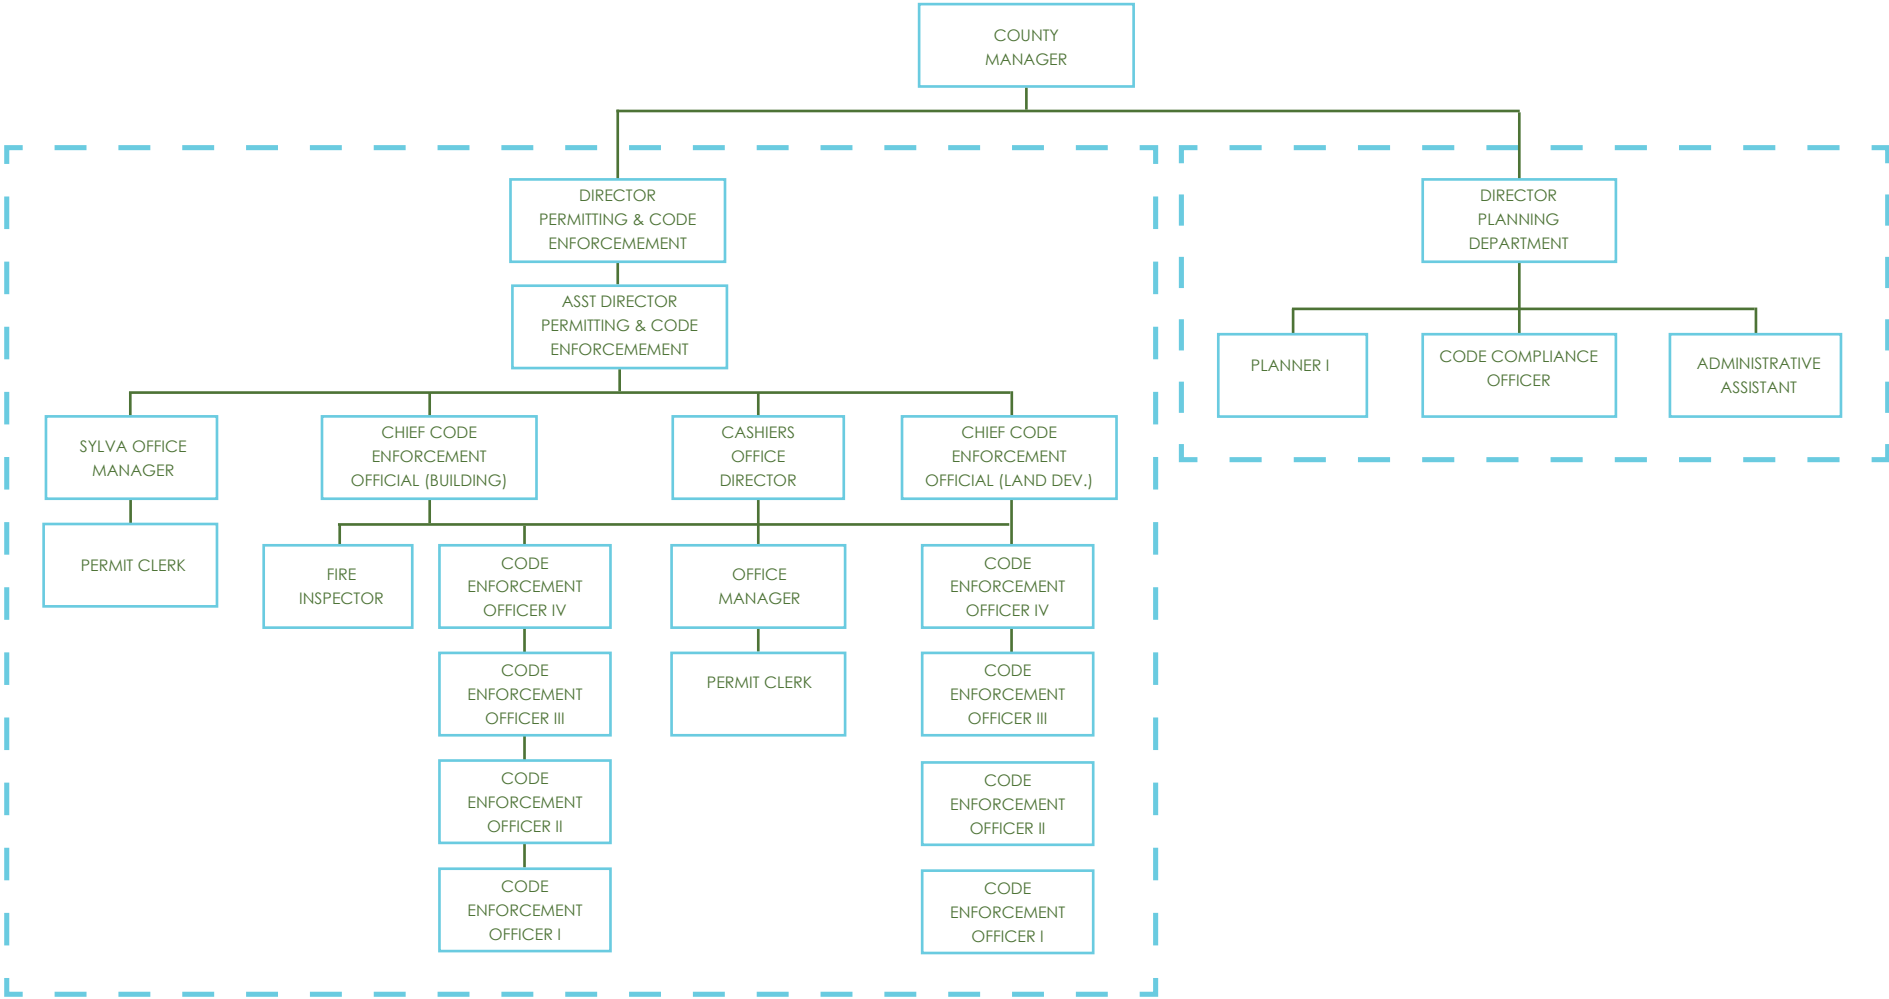 COUNTY
MANAGER
DIRECTOR
PERMITTING & CODE
ENFORCEMEMENT
DIRECTOR
PLANNING
DEPARTMENT
ASST DIRECTOR
PERMITTING & CODE
ENFORCEMEMENT
PLANNER I
CODE COMPLIANCE
OFFICER
ADMINISTRATIVE
ASSISTANT
SYLVA OFFICE
MANAGER
CHIEF CODE
ENFORCEMENT
OFFICIAL (BUILDING)
CASHIERS
OFFICE
DIRECTOR
CHIEF CODE
ENFORCEMENT
OFFICIAL (LAND DEV.)
PERMIT CLERK
FIRE
INSPECTOR
CODE
ENFORCEMENT
OFFICER IV
OFFICE
MANAGER
CODE
ENFORCEMENT
OFFICER IV
CODE
ENFORCEMENT
OFFICER III
PERMIT CLERK
CODE
ENFORCEMENT
OFFICER III
CODE
ENFORCEMENT
OFFICER II
CODE
ENFORCEMENT
OFFICER II
CODE
ENFORCEMENT
OFFICER I
CODE
ENFORCEMENT
OFFICER I